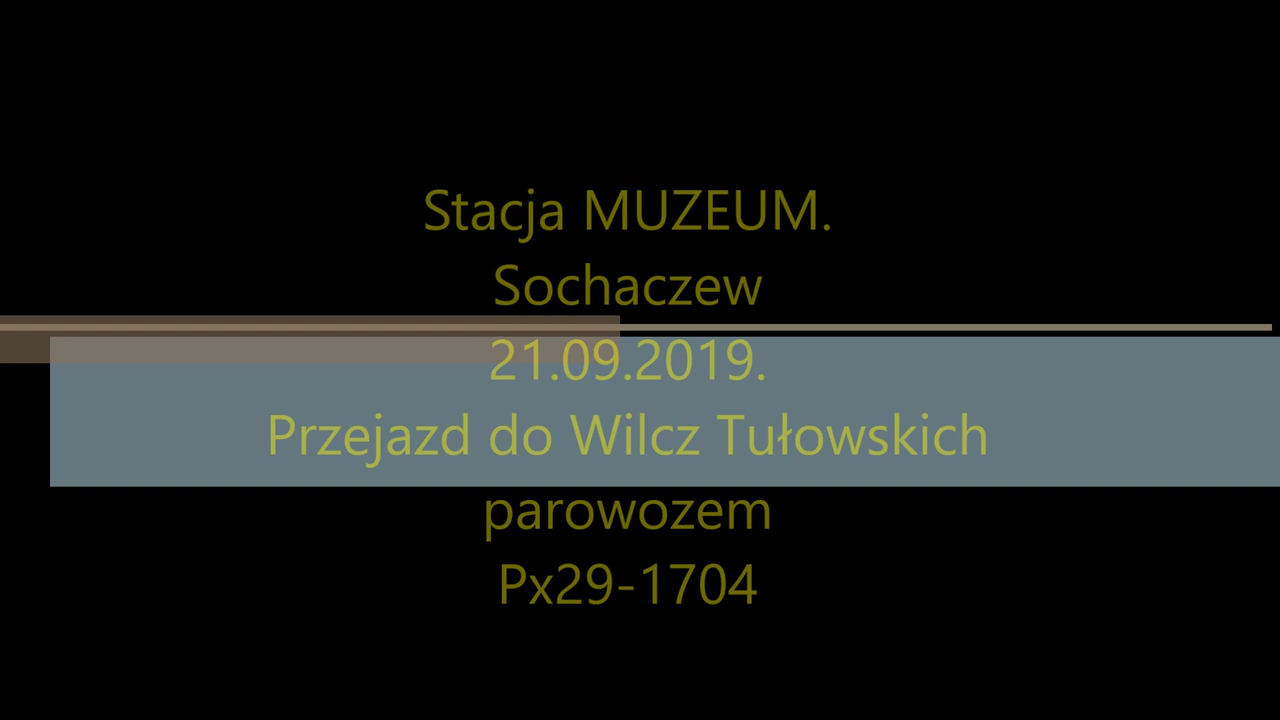 Stacja MUZEUM.
Sochaczew
21.09.2019.
Przejazd do Wilcz Tułowskich
parowozem
Px29-1704